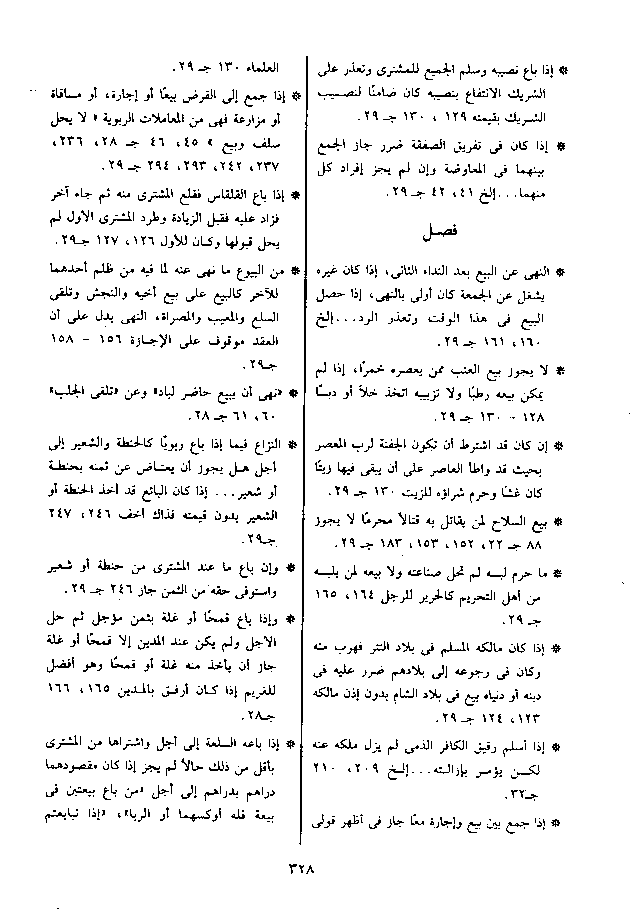 * إذا باع نصيبه وسلم الجميع للمشترى وتعذر على
الشريك الانتفاع بنصيبه كان ضامنًا لنصيب
الشريك بقيمته ١٢٩، ١٣٠ جـ ٢٩.
* إذا كان فى تفريق الصفقة ضرر جاز الجمع
بينهما فى المعاوضة وإن لم يجز إفراد كل
منهما...إلخ ٤١، ٤٢ جـ ٢٩.
فصل
* النهى عن البيع بعد النداء الثانى، إذا كان غيره
يشغل عن الجمعة كان أولى بالنهى، إذا حصل
البيع فى هذا الوقت وتعذر الرد...إلخ
١٦٠، ١٦١ جـ ٢٩.
* لا يجوز بيع العنب ممن يعصره خمرًا، إذا لم
يمكن بيعه رطبًا ولا تزبيبه اتخذ خلاً أو دبسًا
١٢٨ - ١٣٠ جـ ٢٩.
* إن كان قد اشترط أن تكون الجفنة لرب المعصر
بحيث قد واطأ العاصر على أن يبقى فيها زيتًا
كان غشًا وحرم شراؤه للزيت ١٣٠ جـ ٢٩.
* بيع السلاح لمن يقاتل به قتالاً محرمًا لا يجوز
٨٨ جـ ٢٢، ١٥٢، ١٥٣، ١٨٣ جـ ٢٩.
* ما حرم لبسه لم تحل صناعته ولا بيعه لمن يلبسه
من أهل التحريم كالحرير للرجل ١٦٤، ١٦٥
جـ ٢٩.
* إذا كان مالكه المسلم فى بلاد التتر فهرب منه
وكان فى رجوعه إلى بلادهم ضرر عليه فى
دينه أو دنياه بيع فى بلاد الشام بدون إذن مالكه
١٢٣، ١٢٤ جـ ٢٩.
* إذا أسلم رقيق الكافر الذمى لم يزل ملكه عنه
لكن يؤمر بإزالته...إلخ ٢٠٩، ٢١٠
جـ٣٢.
* إذا جمع بين بيع وإجارة معًا جاز فى أظهر قولى
العلماء ١٣٠ جـ ٢٩.
* إذا جمع إلى القرض بيعًا أو إجارة، أو مساقاة
أو مزارعة فهى من المعاملات الربوية «لا يحل
سلف وبيع» ٤٥، ٤٦ جـ ٢٨، ٢٣٦،
٢٣٧، ٢٤٢، ٢٩٣، ٢٩٤ جـ ٢٩.
* إذا باع القلقاس فقلع المشترى منه ثم جاء آخر
فزاد عليه فقبل الزيادة وطرد المشترى الأول لم
يحل قبولها وكان للأول ١٢٦، ١٢٧ جـ٢٩.
* من البيوع ما نهى عنه لما فيه من ظلم أحدهما
للآخر كالبيع على بيع أخيه والنجش وتلقى
السلع والمعيب والمصراة، النهى يدل على أن
العقد موقوف على الإجازة ١٥٦ - ١٥٨
جـ٢٩.
* «نهى أن يبيع حاضر لباد» وعن «تلقى الجلب»
٦٠، ٦١ جـ ٢٨.
* النزاع فيما إذا باع ربويًا كالحنطة والشعير إلى
أجل هل يجوز أن يعتاض عن ثمنه بحنطة
أو شعير... إذا كان البائع قد أخذ الحنطة أو
الشعير بدون قيمته فذاك أخف ٢٤٦، ٢٤٧
جـ٢٩.
* وإن باع ما عند المشترى من حنطة أو شعير
واستوفى حقه من الثمن جاز ٢٤٦ جـ ٢٩.
* وإذا باع قمحًا أو غلة بثمن مؤجل ثم حل
الأجل ولم يكن عند المدين إلا قمحًا أو غلة
جاز أن يأخذ منه غلة أو قمحًا وهو أفضل
للغريم إذا كان أرفق بالمدين ١٦٥، ١٦٦
جـ٢٨.
* إذا باعه السلعة إلى أجل واشتراها من المشترى
بأقل من ذلك حالاً لم يجز إذا كان مقصودهما
دراهم بدراهم إلى أجل «من باع بيعتين فى
بيعة فله أوكسهما أو الربا»، «إذا تبايعتم
٣٢٨